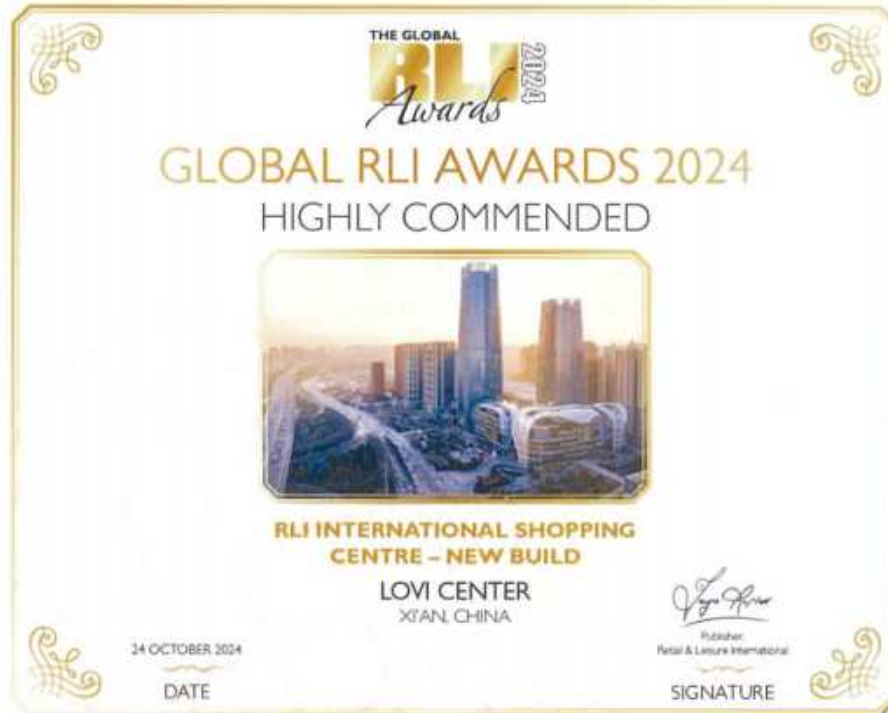 THE GLOBAL
RLI 2024
Awards
GLOBAL RLI AWARDS 2024
HIGHLY COMMENDED
RLI INTERNATIONAL SHOPPING
CENTRE – NEW BUILD
LOVI CENTER
XI'AN, CHINA
24 OCTOBER 2024
DATE
Publisher,
Retail & Leisure International
SIGNATURE